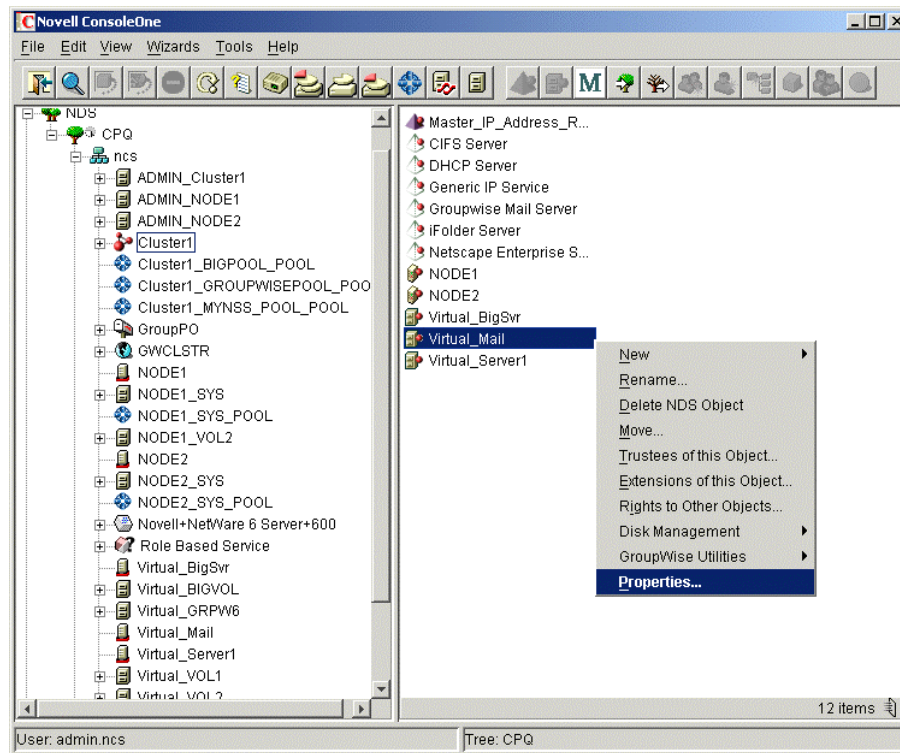 Novell ConsoleOne
File Edit View Wizards Tools Help
M
NDS
CPQ
ncs
ADMIN_Cluster1
ADMIN_NODE1
ADMIN_NODE2
Cluster1
Cluster1_BIGPOOL_POOL
Cluster1_GROUPWISEPOOL_POO
Cluster1_MYNSS_POOL_POOL
GroupPO
GWCLSTR
NODE1
NODE1_SYS
NODE1_SYS_POOL
NODE1_VOL2
NODE2
NODE2_SYS
NODE2_SYS_POOL
Novell+NetWare 6 Server+600
Role Based Service
Virtual_BigSvr
Virtual_BIGVOL
Virtual_GRPW6
Virtual_Mail
Virtual_Server1
Virtual_VOL1
Virtual_VOL2
Master_IP_Address_R...
CIFS Server
DHCP Server
Generic IP Service
Groupwise Mail Server
iFolder Server
Netscape Enterprise S...
NODE1
NODE2
Virtual_BigSvr
Virtual_Mail
Virtual_Server1
New
Rename...
Delete NDS Object
Move...
Trustees of this Object...
Extensions of this Object...
Rights to Other Objects...
Disk Management
GroupWise Utilities
Properties...
12 items
User: admin.ncs
Tree: CPQ